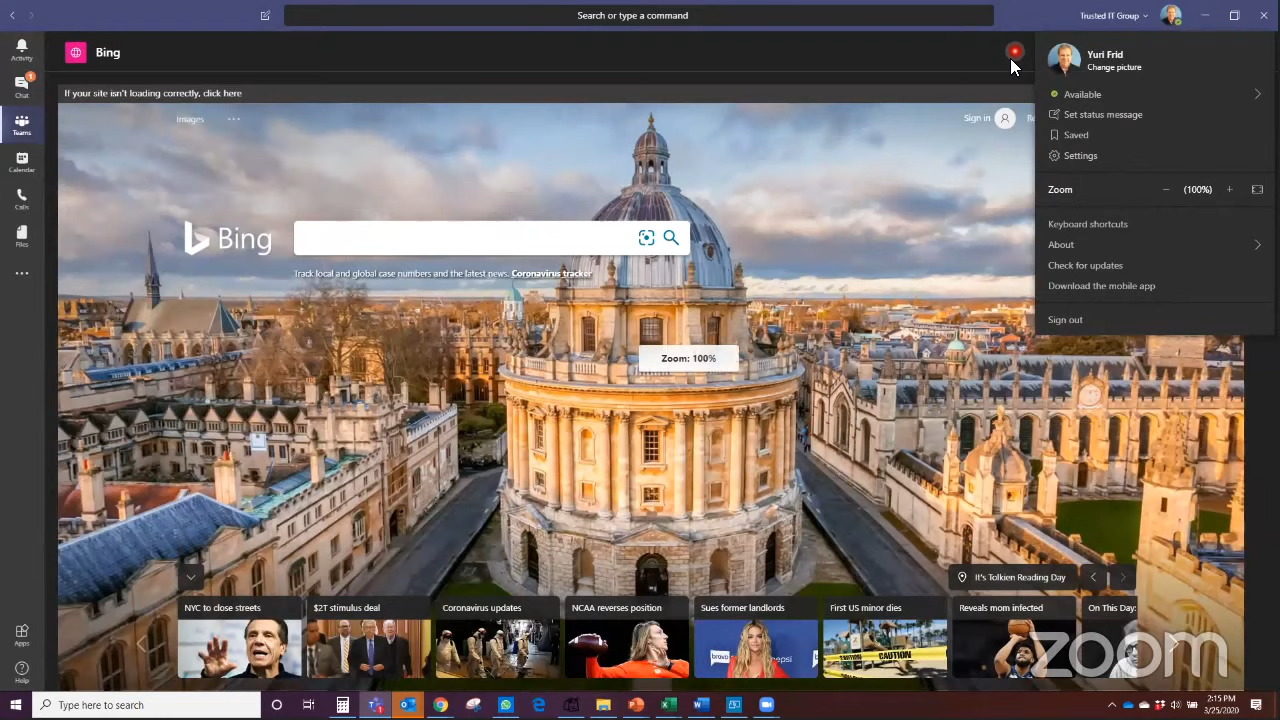 Search or type a command
Trusted IT Group
Activity
Chat
1
Teams
Calendar
Calls
Files
Apps
Help
Bing
If your site isn't loading correctly, click here
Images
Sign in
Re
Bing
Track local and global case numbers and the latest news. Coronavirus tracker
Zoom: 100%
It's Tolkien Reading Day
NYC to close streets
$2T stimulus deal
Coronavirus updates
NCAA reverses position
Sues former landlords
First US minor dies
Reveals mom infected
On This Day:
bravo
pepsi
CAUTION
Yuri Frid
Change picture
Available
Set status message
Saved
Settings
Zoom
(100%)
Keyboard shortcuts
About
Check for updates
Download the mobile app
Sign out
zoom
Type here to search
2:15 PM
3/25/2020